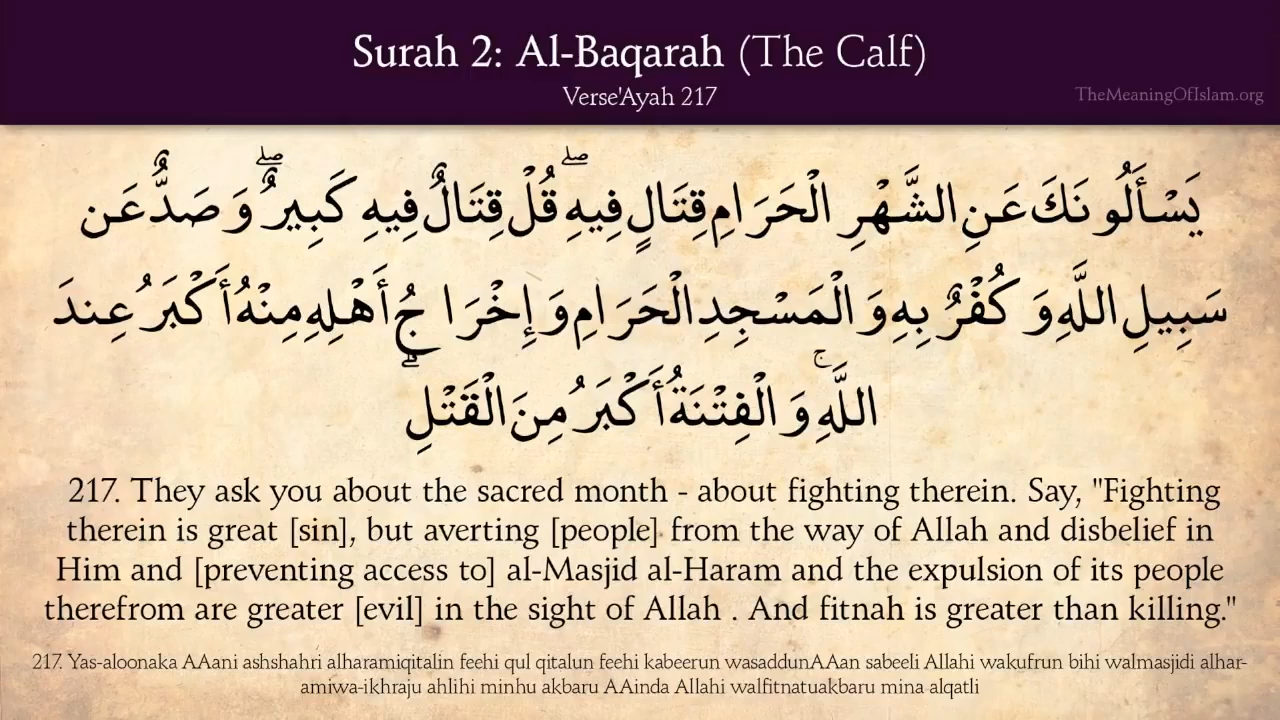 Surah 2: Al-Baqarah (The Calf)
Verse'Ayah 217
TheMeaningOfIslam.org
يَسْأَلُونَكَ عَنِ الشَّهْرِ الْحَرَامِ قِتَالٍ فِيهِ ۖ قُلْ قِتَالٌ فِيهِ كَبِيرٌ ۖ وَصَدٌّ عَن
سَبِيلِ اللَّهِ وَكُفْرٌ بِهِ وَالْمَسْجِدِ الْحَرَامِ وَإِخْرَاجُ أَهْلِهِ مِنْهُ أَكْبَرُ عِندَ
اللَّهِ ۚ وَالْفِتْنَةُ أَكْبَرُ مِنَ الْقَتْلِ ۗ
217. They ask you about the sacred month - about fighting therein. Say, "Fighting
therein is great [sin], but averting [people] from the way of Allah and disbelief in
Him and [preventing access to] al-Masjid al-Haram and the expulsion of its people
therefrom are greater [evil] in the sight of Allah . And fitnah is greater than killing."
217. Yas-aloonaka AAani ashshahri alharamiqitalin feehi qul qitalun feehi kabeerun wasaddunAAan sabeeli Allahi wakufrun bihi walmasjidi alhar-
amiwa-ikhraju ahlihi minhu akbaru AAinda Allahi walfitnatuakbaru mina alqatli